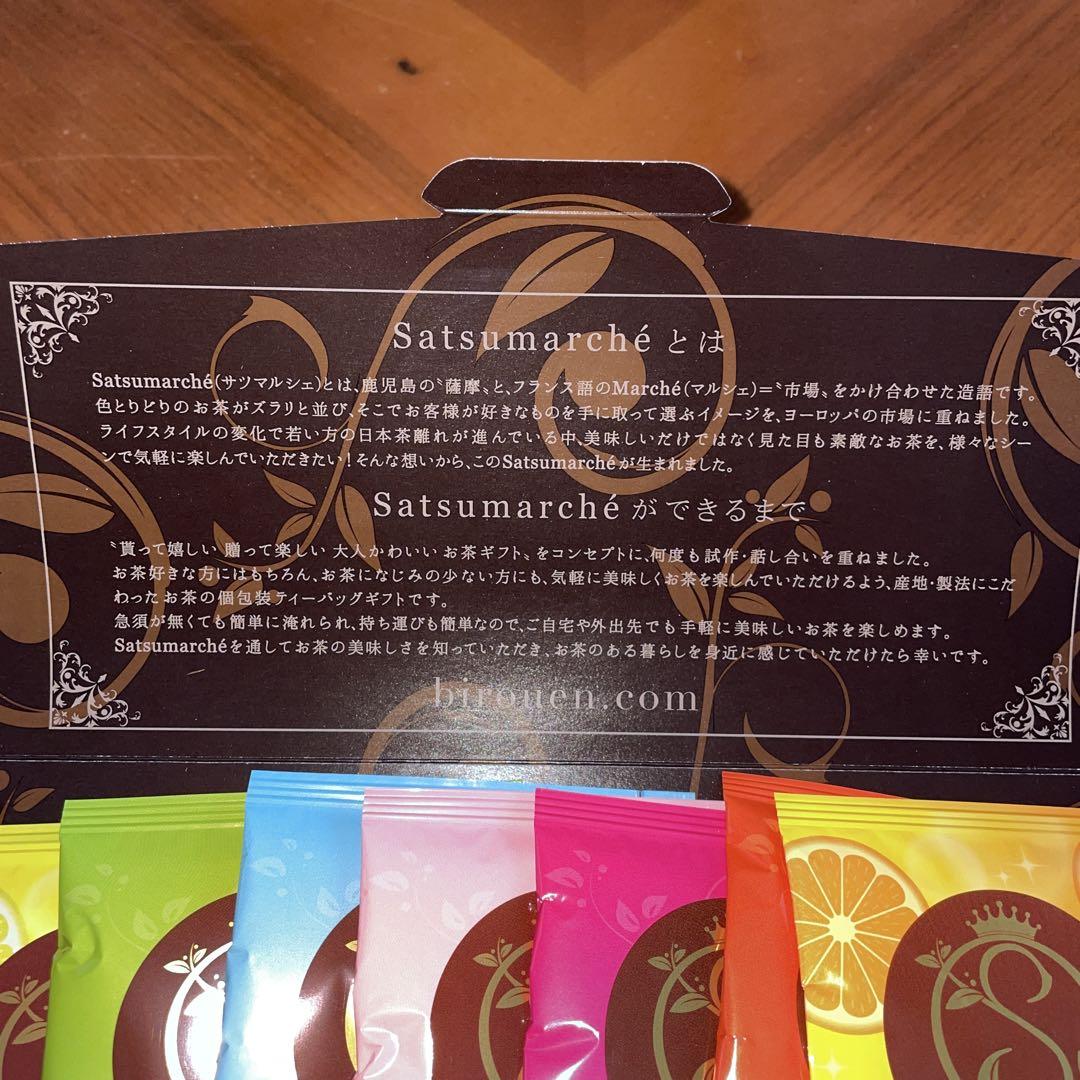 Satsumarché とは
Satsumarché（サツマルシェ）とは、鹿児島の〝薩摩〟と、フランス語のMarché（マルシェ）＝〝市場〟をかけ合わせた造語です。
色とりどりのお茶がズラリと並び、そこでお客様が好きなものを手に取って選ぶイメージを、ヨーロッパの市場に重ねました。
ライフスタイルの変化で若い方の日本茶離れが進んでいる中、美味しいだけではなく見た目も素敵なお茶を、様々なシー
ンで気軽に楽しんでいただきたい！そんな想いから、このSatsumarchéが生まれました。
Satsumarché ができるまで
〝貰って嬉しい 贈って楽しい 大人かわいい お茶ギフト〟をコンセプトに、何度も試作・話し合いを重ねました。
お茶好きな方にはもちろん、お茶になじみの少ない方にも、気軽に美味しくお茶を楽しんでいただけるよう、産地・製法にこだ
わったお茶の個包装ティーバッグギフトです。
急須が無くても簡単に淹れられ、持ち運びも簡単なので、ご自宅や外出先でも手軽に美味しいお茶を楽しめます。
Satsumarchéを通してお茶の美味しさを知っていただき、お茶のある暮らしを身近に感じていただけたら幸いです。
birouen.com
S